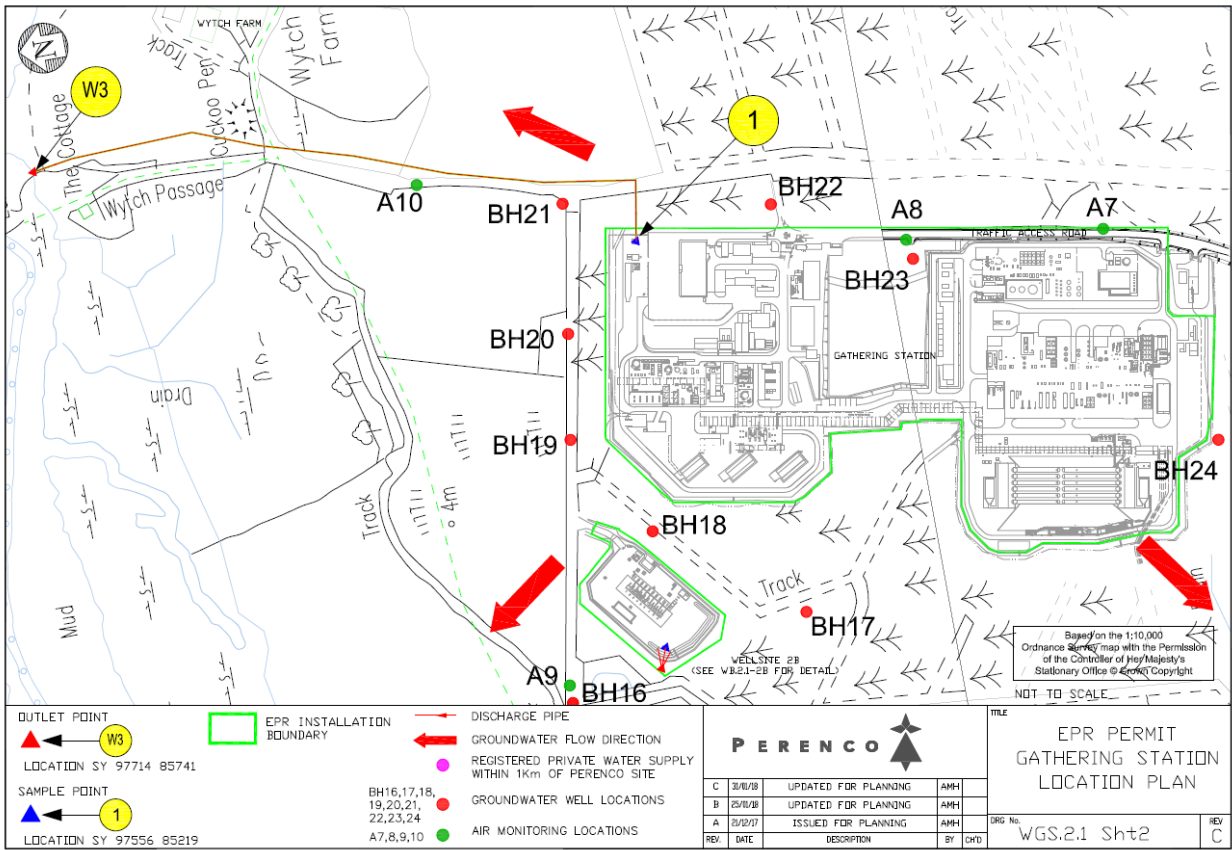 N
WYTCH FARM
Track
Wytch
Farm
Track
W3
The Cottage
Cuckoo Pen
1
Wytch Passage
A10
BH21
BH22
A8
A7
TRAFFIC ACCESS ROAD
BH23
BH20
GATHERING STATION
Drain
BH19
BH24
Track
4m
BH18
Track
Mud
BH17
WELLSITE 2B
(SEE WB.2.1-2B FOR DETAIL)
A9
BH16
Based on the 1:10,000
Ordnance Survey map with the Permission
of the Controller of Her Majesty's
Stationary Office © Crown Copyright
NOT TO SCALE
OUTLET POINT
W3
LOCATION SY 97714 85741
SAMPLE POINT
1
LOCATION SY 97556 85219
EPR INSTALLATION
BOUNDARY
DISCHARGE PIPE
GROUNDWATER FLOW DIRECTION
REGISTERED PRIVATE WATER SUPPLY
WITHIN 1Km OF PERENCO SITE
BH16,17,18,
19,20,21,
22,23,24
GROUNDWATER WELL LOCATIONS
A7,8,9,10
AIR MONITORING LOCATIONS
PERENCO
C 31/01/18 UPDATED FOR PLANNING AMH
B 25/01/18 UPDATED FOR PLANNING AMH
A 21/12/17 ISSUED FOR PLANNING AMH
REV. DATE DESCRIPTION BY CH'D
TITLE
EPR PERMIT
GATHERING STATION
LOCATION PLAN
DRG No.
WGS.2.1 Sht2
REV
C